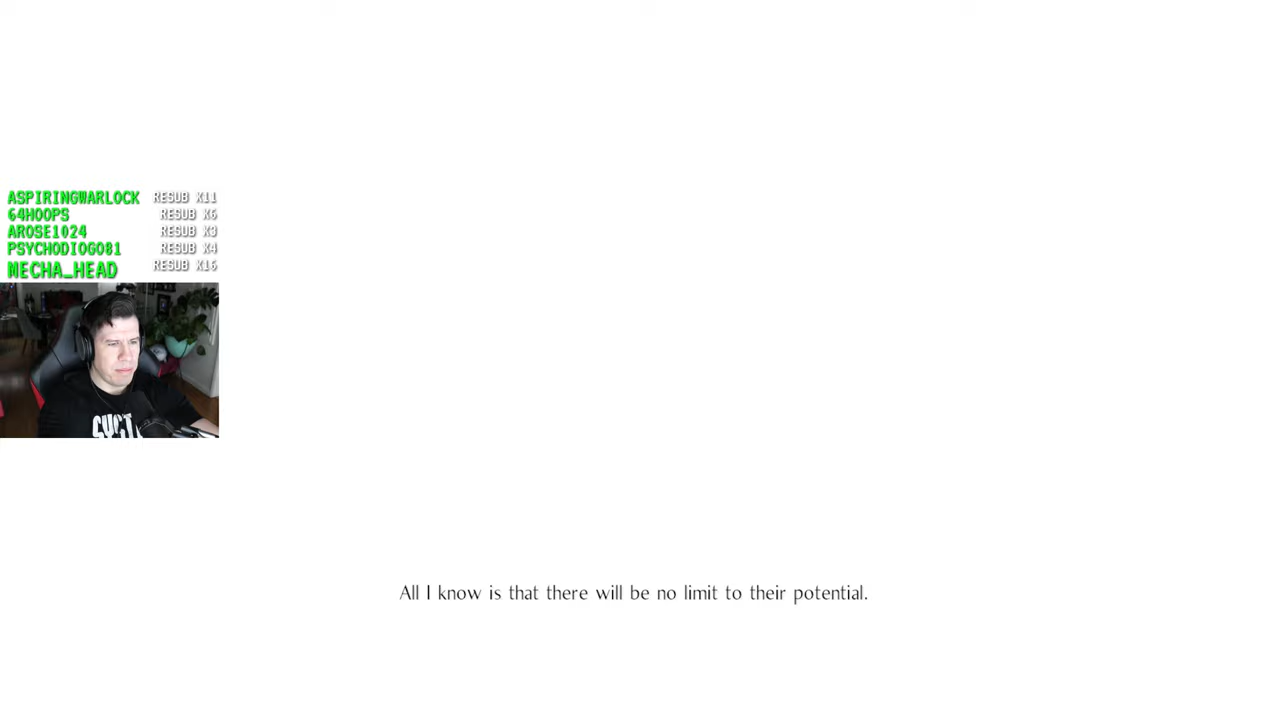 ASPIRINGWARLOCK RESUB X11
64HOOPS RESUB X6
AROSE1024 RESUB X3
PSYCHODIOGO81 RESUB X4
MECHA_HEAD RESUB X16
All I know is that there will be no limit to their potential.